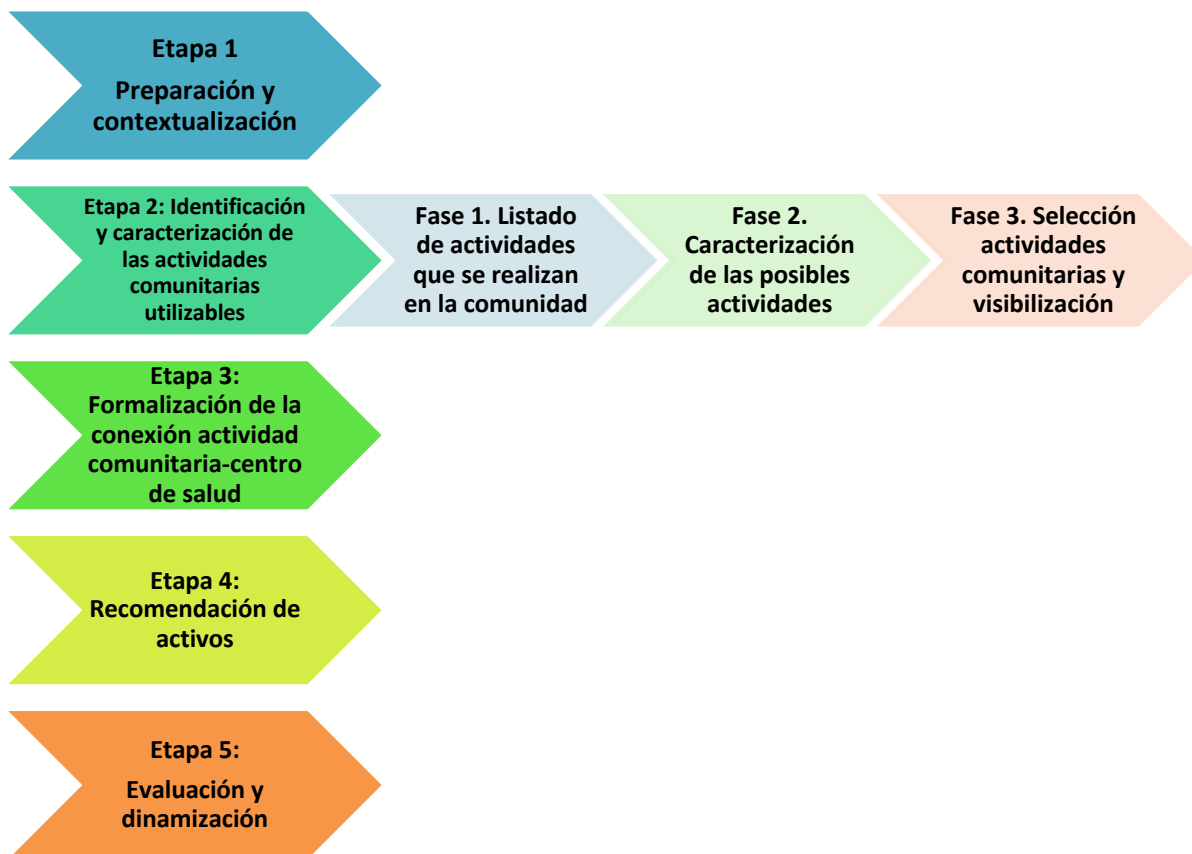 Etapa 1
Preparación y
contextualización
Etapa 2: Identificación
y caracterización de
las actividades
comunitarias
utilizables
Fase 1. Listado
de actividades
que se realizan
en la comunidad
Fase 2.
Caracterización
de las posibles
actividades
Fase 3. Selección
actividades
comunitarias y
visibilización
Etapa 3:
Formalización de la
conexión actividad
comunitaria-centro
de salud
Etapa 4:
Recomendación de
activos
Etapa 5:
Evaluación y
dinamización